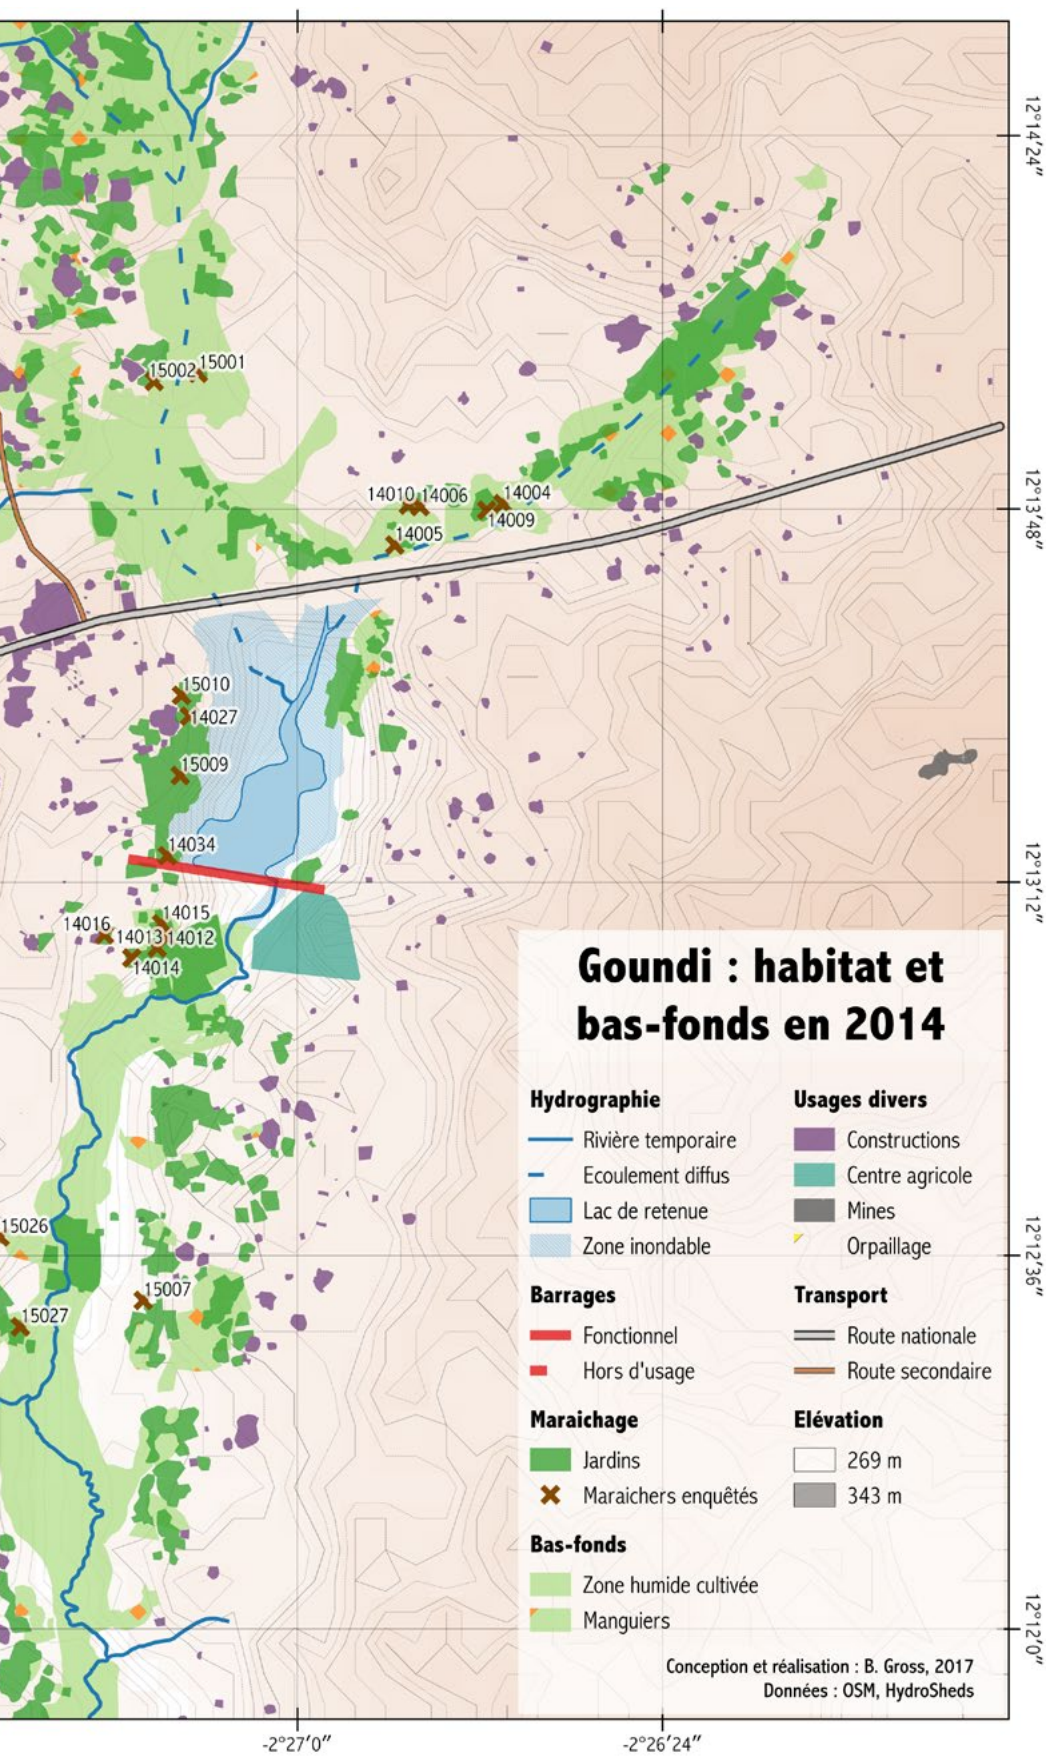 12°14'24"
15002
15001
14010
14006
14004
14009
14005
12°13'48"
15010
14027
15009
14034
12°13'12"
14016
14015
14013
14012
14014
Goundi : habitat et
bas-fonds en 2014
Hydrographie
Rivière temporaire
Ecoulement diffus
Lac de retenue
Zone inondable
Barrages
Fonctionnel
Hors d'usage
Maraichage
Jardins
Maraichers enquêtés
Bas-fonds
Zone humide cultivée
Manguiers
Usages divers
Constructions
Centre agricole
Mines
Orpaillage
Transport
Route nationale
Route secondaire
Elévation
269 m
343 m
Conception et réalisation : B. Gross, 2017
Données : OSM, HydroSheds
15026
12°12'36"
15007
15027
12°12'0"
-2°27'0"
-2°26'24"